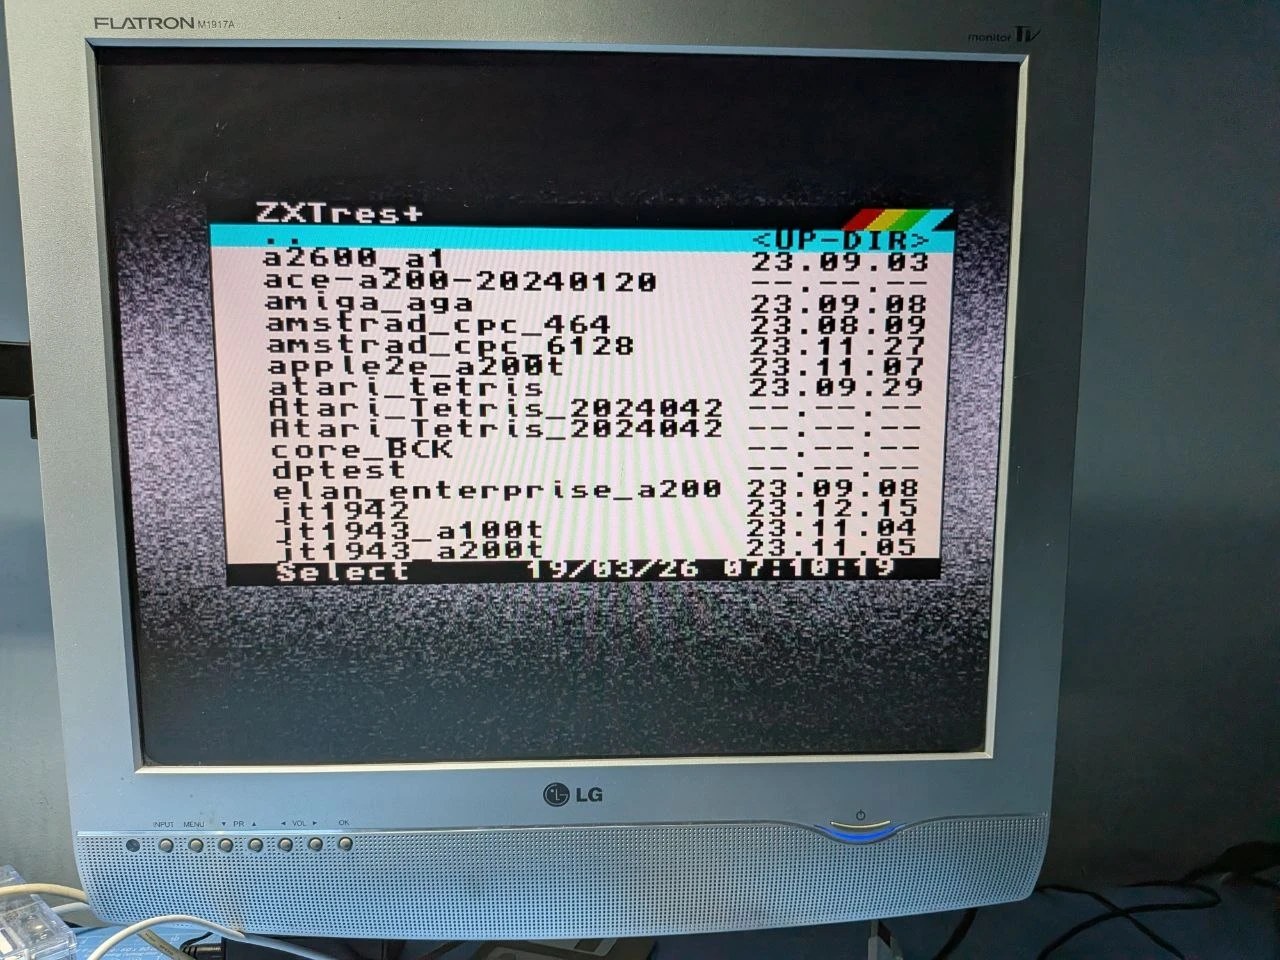 FLATRON M1917A
monitor TV
ZXTres+
.. <UP-DIR>
a2600_a1 23.09.03
ace-a200-20240120 --.--.--
amiga_aga 23.09.08
amstrad_cpc_464 23.08.09
amstrad_cpc_6128 23.11.27
apple2e_a200t 23.11.07
atari_tetris 23.09.29
Atari_Tetris_2024042 --.--.--
Atari_Tetris_2024042 --.--.--
core_BCK --.--.--
dptest --.--.--
elan_enterprise_a200 23.09.08
jt1942 23.12.15
jt1943_a100t 23.11.04
jt1943_a200t 23.11.05
Select 19/03/26 07:10:19
LG
INPUT MENU ▼ PR ▲ ◄ VOL ► OK